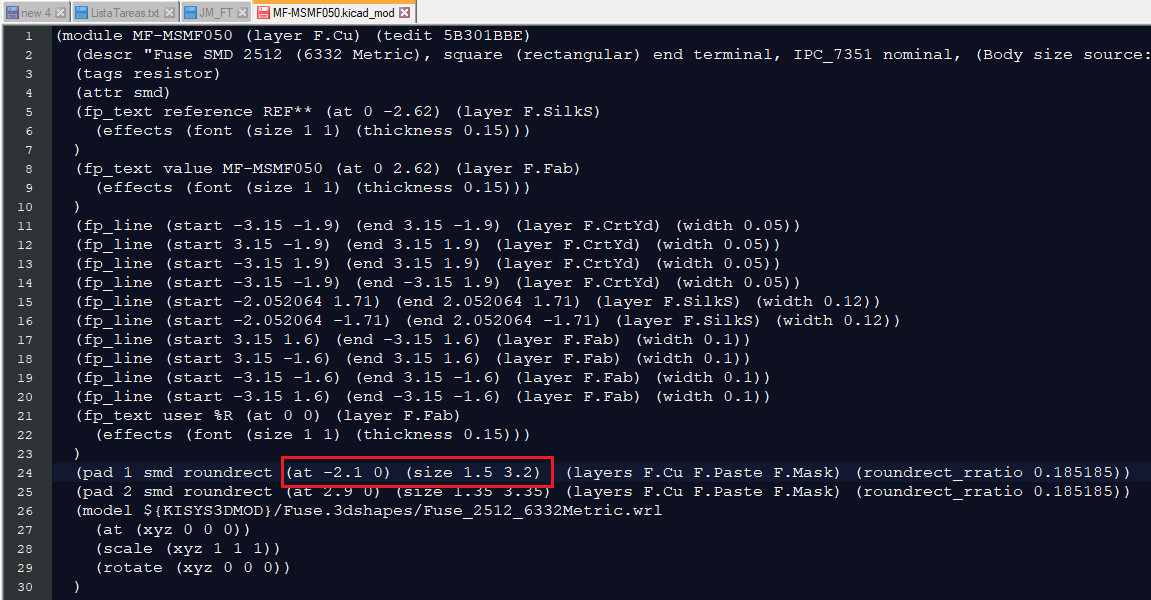 new 4 ListaTareas.txt JM_FT MF-MSMF050.kicad_mod
1 (module MF-MSMF050 (layer F.Cu) (tedit 5B301BBE)
2 (descr "Fuse SMD 2512 (6332 Metric), square (rectangular) end terminal, IPC_7351 nominal, (Body size source:
3 (tags resistor)
4 (attr smd)
5 (fp_text reference REF** (at 0 -2.62) (layer F.SilkS)
6 (effects (font (size 1 1) (thickness 0.15)))
7 )
8 (fp_text value MF-MSMF050 (at 0 2.62) (layer F.Fab)
9 (effects (font (size 1 1) (thickness 0.15)))
10 )
11 (fp_line (start -3.15 -1.9) (end 3.15 -1.9) (layer F.CrtYd) (width 0.05))
12 (fp_line (start 3.15 -1.9) (end 3.15 1.9) (layer F.CrtYd) (width 0.05))
13 (fp_line (start -3.15 1.9) (end 3.15 1.9) (layer F.CrtYd) (width 0.05))
14 (fp_line (start -3.15 -1.9) (end -3.15 1.9) (layer F.CrtYd) (width 0.05))
15 (fp_line (start -2.052064 1.71) (end 2.052064 1.71) (layer F.SilkS) (width 0.12))
16 (fp_line (start -2.052064 -1.71) (end 2.052064 -1.71) (layer F.SilkS) (width 0.12))
17 (fp_line (start 3.15 1.6) (end -3.15 1.6) (layer F.Fab) (width 0.1))
18 (fp_line (start 3.15 -1.6) (end 3.15 1.6) (layer F.Fab) (width 0.1))
19 (fp_line (start -3.15 -1.6) (end 3.15 -1.6) (layer F.Fab) (width 0.1))
20 (fp_line (start -3.15 1.6) (end -3.15 -1.6) (layer F.Fab) (width 0.1))
21 (fp_text user %R (at 0 0) (layer F.Fab)
22 (effects (font (size 1 1) (thickness 0.15)))
23 )
24 (pad 1 smd roundrect (at -2.1 0) (size 1.5 3.2) (layers F.Cu F.Paste F.Mask) (roundrect_rratio 0.185185))
25 (pad 2 smd roundrect (at 2.9 0) (size 1.35 3.35) (layers F.Cu F.Paste F.Mask) (roundrect_rratio 0.185185))
26 (model ${KISYS3DMOD}/Fuse.3dshapes/Fuse_2512_6332Metric.wrl
27 (at (xyz 0 0 0))
28 (scale (xyz 1 1 1))
29 (rotate (xyz 0 0 0))
30 )